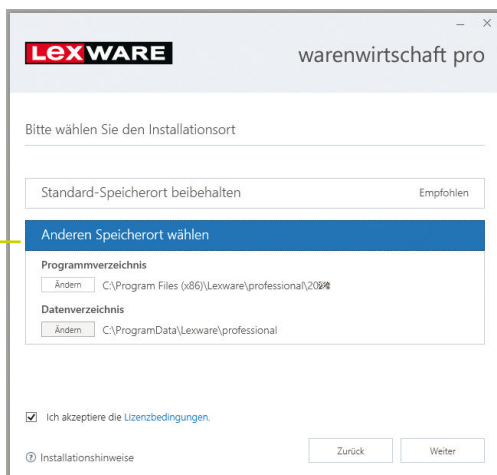 LEXWARE
warenwirtschaft pro
Bitte wählen Sie den Installationsort
Standard-Speicherort beibehalten Empfohlen
Anderen Speicherort wählen
Programmverzeichnis
Ändern C:\Program Files (x86)\Lexware\professional\
Datenverzeichnis
Ändern C:\ProgramData\Lexware\professional
Ich akzeptiere die Lizenzbedingungen.
Installationshinweise Zurück Weiter